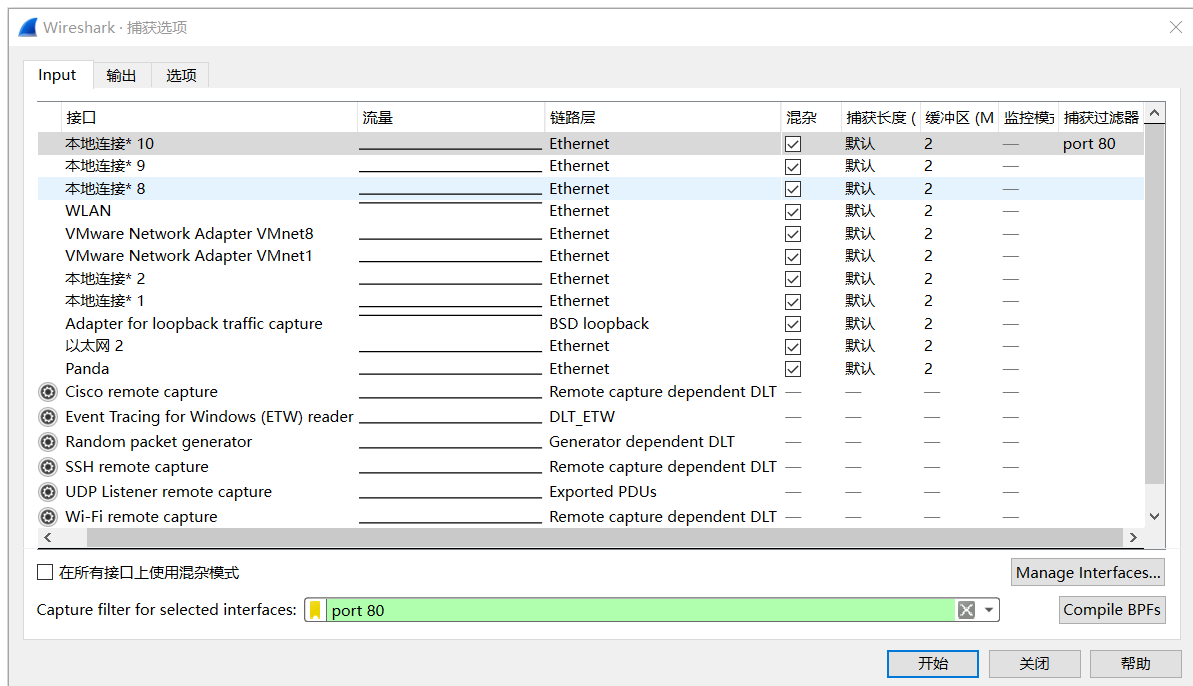 Wireshark · 捕获选项
Input 输出 选项
接口 流量 链路层 混杂 捕获长度 ( 缓冲区 (M 监控模式 捕获过滤器
本地连接* 10 Ethernet 默认 2 — port 80
本地连接* 9 Ethernet 默认 2 —
本地连接* 8 Ethernet 默认 2 —
WLAN Ethernet 默认 2 —
VMware Network Adapter VMnet8 Ethernet 默认 2 —
VMware Network Adapter VMnet1 Ethernet 默认 2 —
本地连接* 2 Ethernet 默认 2 —
本地连接* 1 Ethernet 默认 2 —
Adapter for loopback traffic capture BSD loopback 默认 2 —
以太网 2 Ethernet 默认 2 —
Panda Ethernet 默认 2 —
Cisco remote capture Remote capture dependent DLT — — — —
Event Tracing for Windows (ETW) reader DLT_ETW — — — —
Random packet generator Generator dependent DLT — — — —
SSH remote capture Remote capture dependent DLT — — — —
UDP Listener remote capture Exported PDUs — — — —
Wi-Fi remote capture Remote capture dependent DLT — — — —
在所有接口上使用混杂模式 Manage Interfaces...
Capture filter for selected interfaces: port 80 Compile BPFs
开始 关闭 帮助